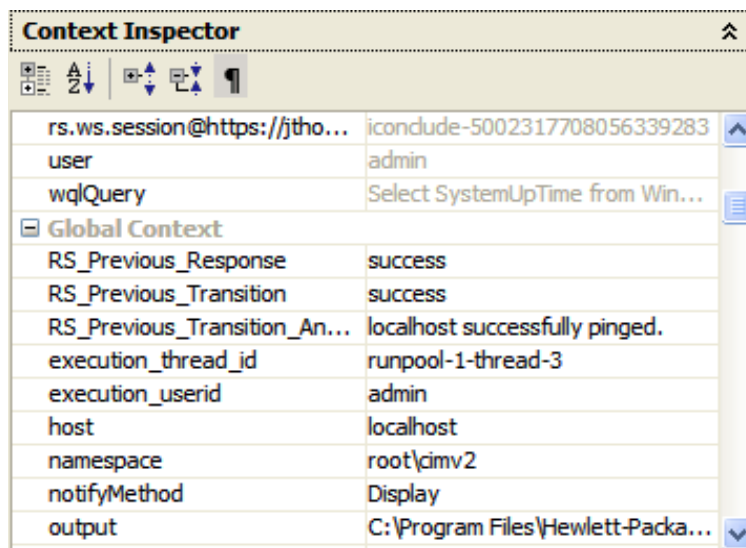 Context Inspector
rs.ws.session@https://jtho... iconclude-5002317708056339283
user admin
wqlQuery Select SystemUpTime from Win...
Global Context
RS_Previous_Response success
RS_Previous_Transition success
RS_Previous_Transition_An... localhost successfully pinged.
execution_thread_id runpool-1-thread-3
execution_userid admin
host localhost
namespace root\cimv2
notifyMethod Display
output C:\Program Files\Hewlett-Packa...